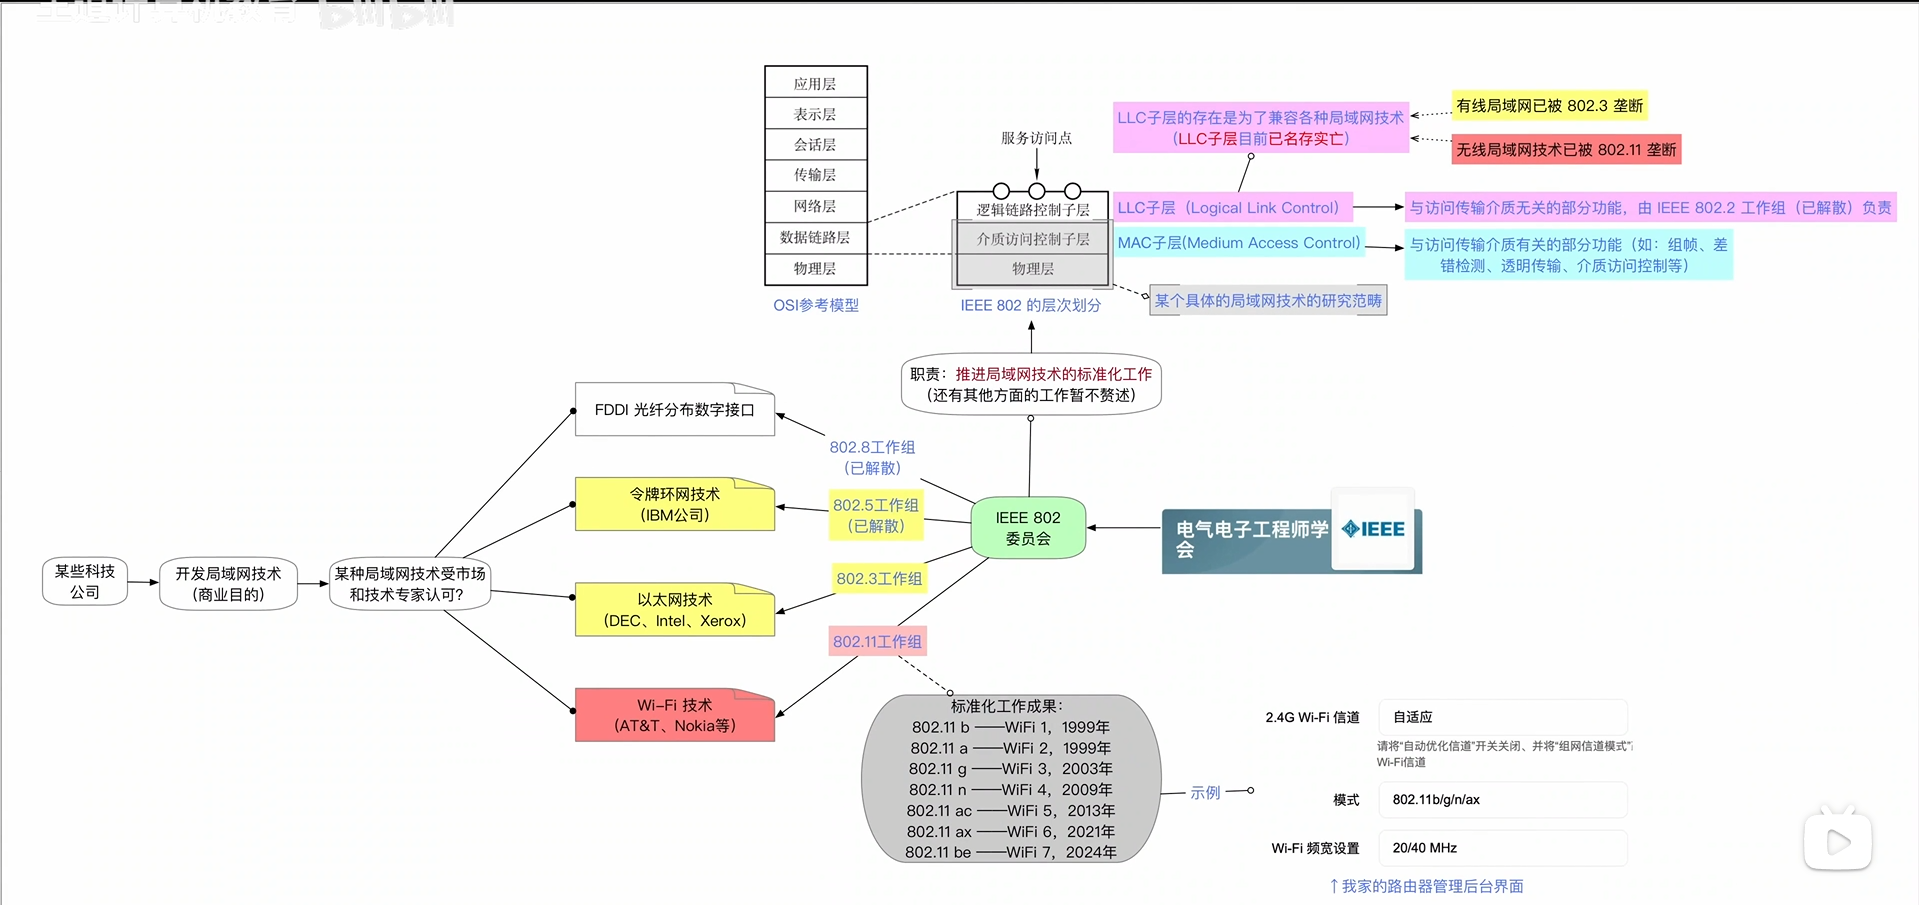 应用层
表示层
会话层
传输层
网络层
数据链路层
物理层
OSI参考模型
服务访问点
逻辑链路控制子层
介质访问控制子层
物理层
IEEE 802 的层次划分
LLC子层的存在是为了兼容各种局域网技术
（LLC子层目前已名存实亡）
有线局域网已被 802.3 垄断
无线局域网技术已被 802.11 垄断
LLC子层（Logical Link Control）
与访问传输介质无关的部分功能，由 IEEE 802.2 工作组（已解散）负责
MAC子层(Medium Access Control)
与访问传输介质有关的部分功能（如：组帧、差
错检测、透明传输、介质访问控制等）
某个具体的局域网技术的研究范畴
职责：推进局域网技术的标准化工作
（还有其他方面的工作暂不赘述）
FDDI 光纤分布数字接口
802.8工作组
（已解散）
令牌环网技术
（IBM公司）
802.5工作组
（已解散）
IEEE 802
委员会
电气电子工程师学
会
IEEE
某些科技
公司
开发局域网技术
（商业目的）
某种局域网技术受市场
和技术专家认可？
以太网技术
（DEC、Intel、Xerox）
802.3工作组
802.11工作组
Wi-Fi 技术
（AT&T、Nokia等）
标准化工作成果：
802.11 b ——WiFi 1，1999年
802.11 a ——WiFi 2，1999年
802.11 g ——WiFi 3，2003年
802.11 n ——WiFi 4，2009年
802.11 ac ——WiFi 5，2013年
802.11 ax ——WiFi 6，2021年
802.11 be ——WiFi 7，2024年
示例
2.4G Wi-Fi 信道
自适应
请将“自动优化信道”开关关闭、并将“组网信道模式”
Wi-Fi信道
模式
802.11b/g/n/ax
Wi-Fi 频宽设置
20/40 MHz
↑我家的路由器管理后台界面